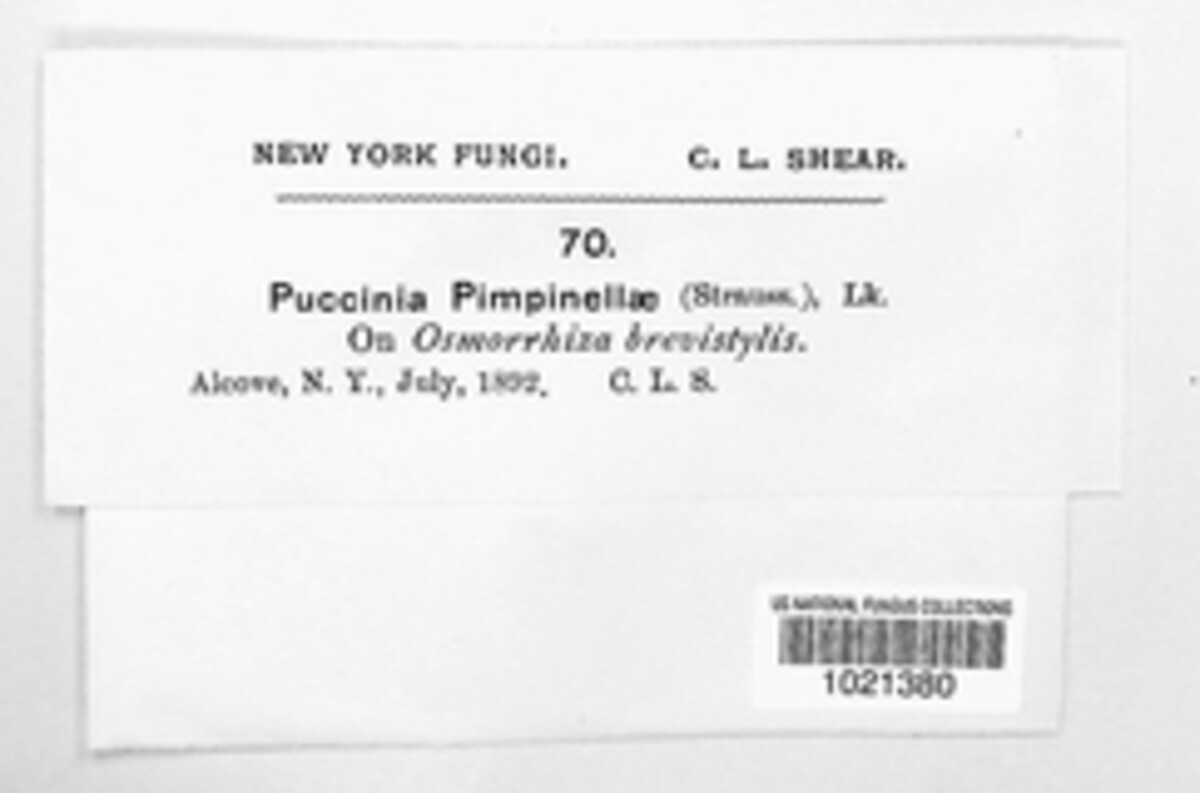 NEW YORK FUNGI. C. L. SHEAR.
70.
Puccinia Pimpinellæ (Strauss.), Lk.
On Osmorrhiza brevistylis.
Alcove, N. Y., July, 1892. C. L. S.
US NATIONAL FUNGUS COLLECTIONS
1021380